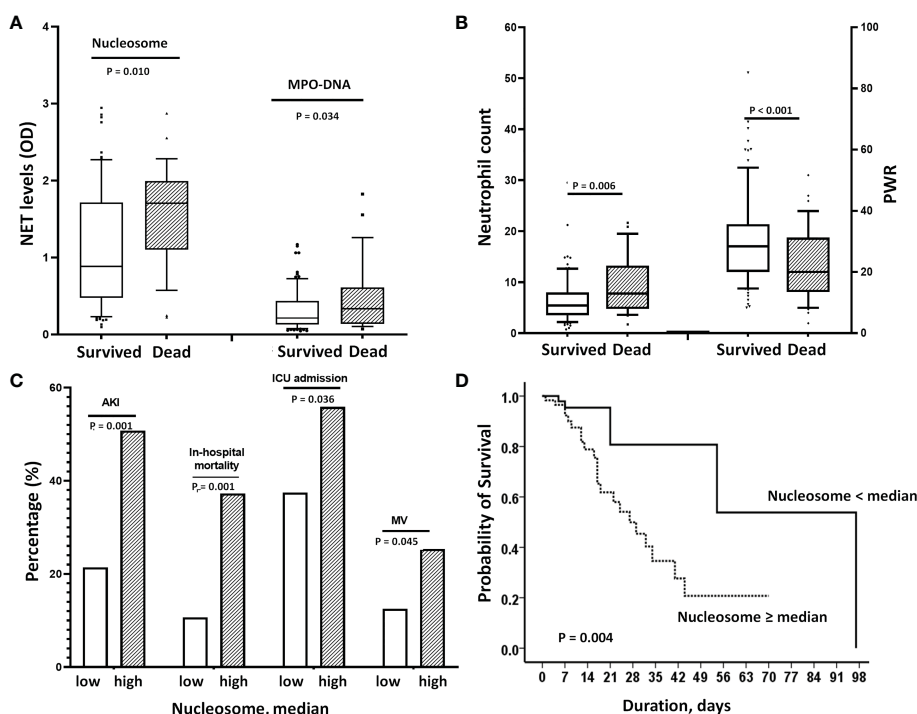 A
4
3
2
1
0
NET levels (OD)
Nucleosome
P = 0.010
MPO-DNA
P = 0.034
Survived Dead
Survived Dead
B
60
50
40
30
20
10
0
Neutrophil count
P = 0.006
P < 0.001
100
80
60
40
20
0
PWR
Survived Dead
Survived Dead
C
60
40
20
0
Percentage (%)
AKI
P = 0.001
In-hospital
mortality
P = 0.001
ICU admission
P = 0.036
MV
P = 0.045
low high low high low high low high
Nucleosome, median
D
1.0
0.8
0.6
0.4
0.2
0.0
Probability of Survival
Nucleosome < median
Nucleosome ≥ median
P = 0.004
0 7 14 21 28 35 42 49 56 63 70 77 84 91 98
Duration, days